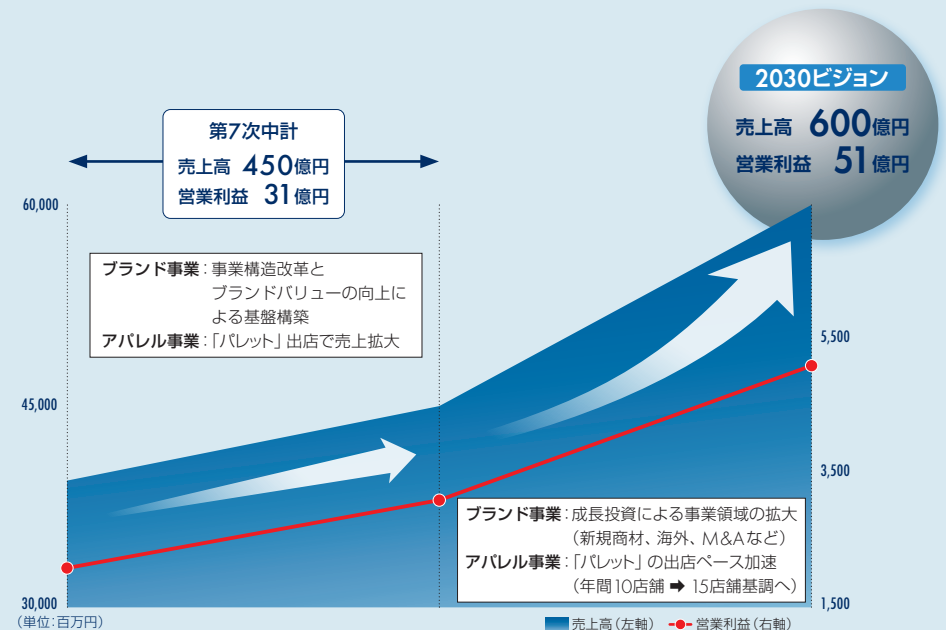 2030ビジョン
売上高 600億円
営業利益 51億円
第7次中計
売上高 450億円
営業利益 31億円
60,000
45,000
30,000
(単位:百万円)
ブランド事業:事業構造改革と
ブランドバリューの向上に
よる基盤構築
アパレル事業:「パレット」出店で売上拡大
5,500
3,500
1,500
ブランド事業:成長投資による事業領域の拡大
(新規商材、海外、M&Aなど)
アパレル事業:「パレット」の出店ペース加速
(年間10店舗 ➡ 15店舗基調へ)
売上高(左軸) 営業利益(右軸)